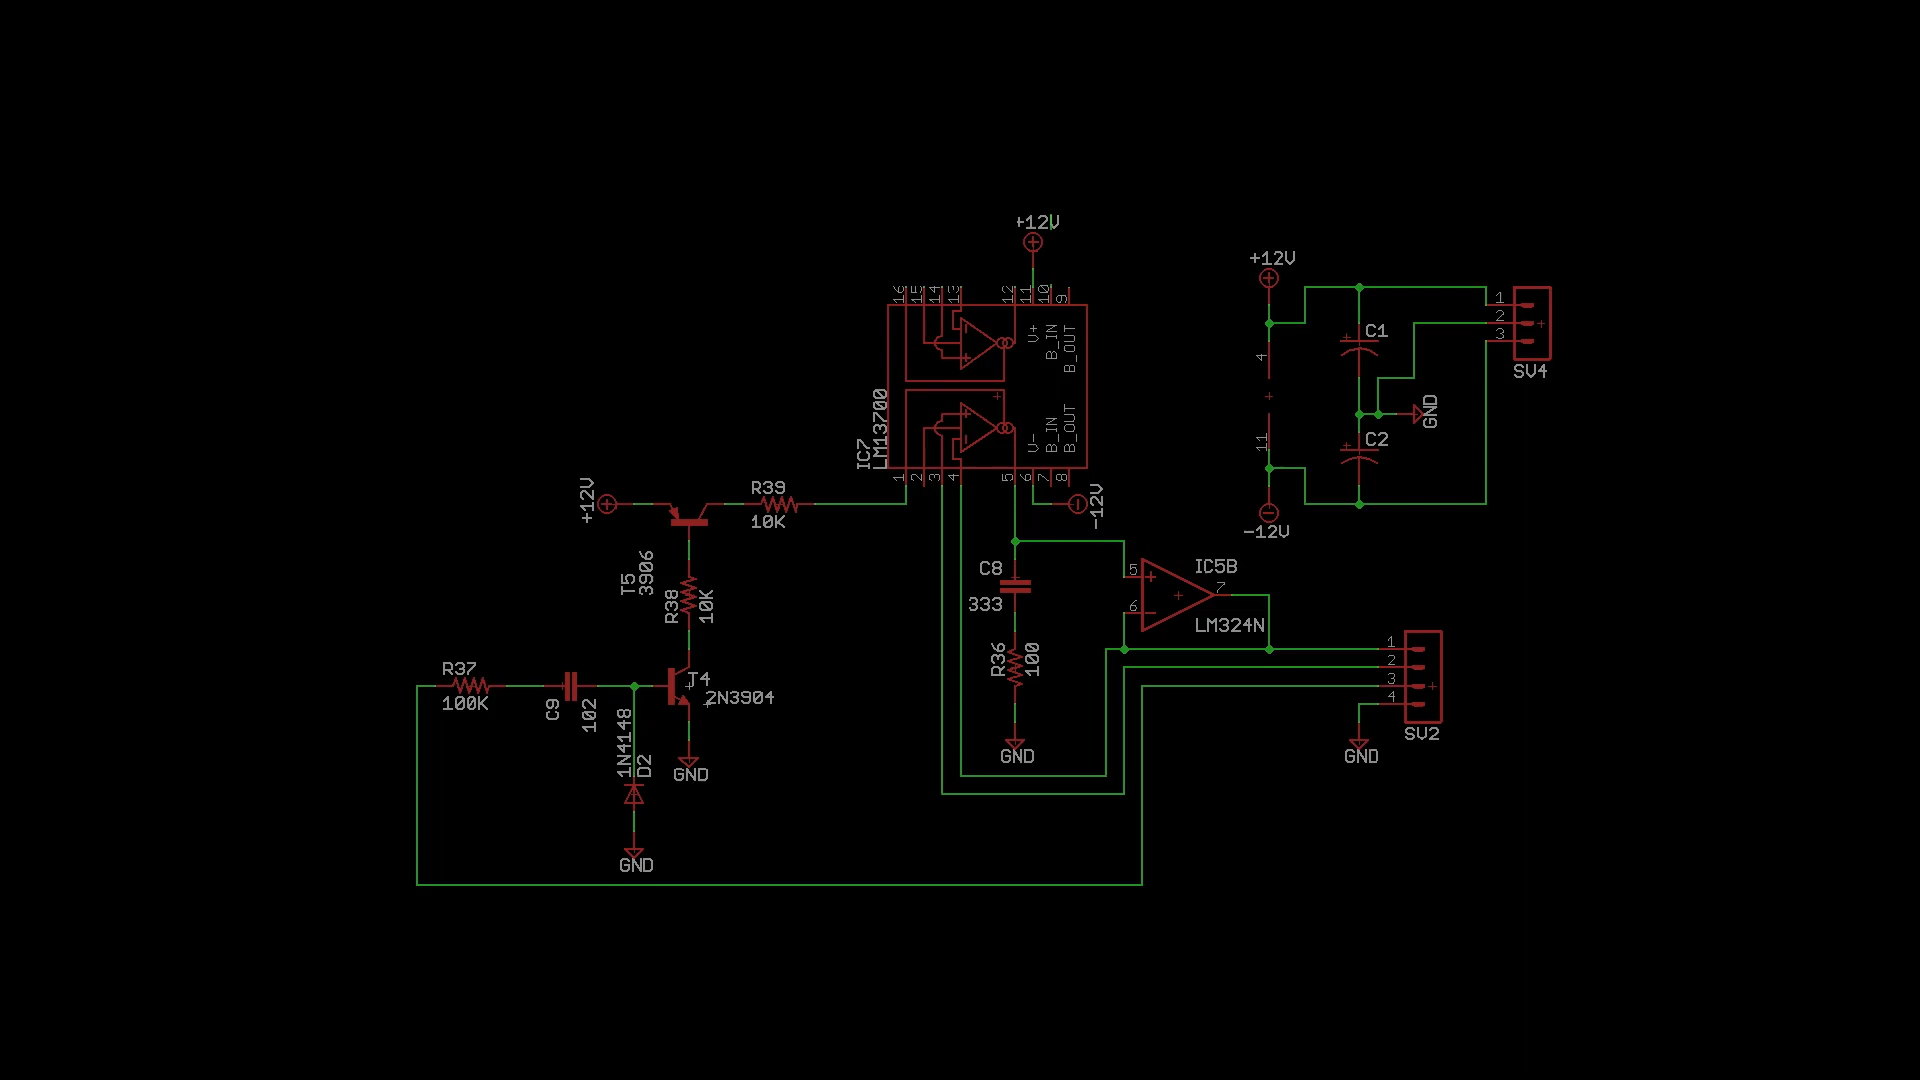 +12V
+12V
16
15
14
13
12
11
10
9
1
C1
2
3
V+
B_IN
B_OUT
4
SV4
IC7
LM13700
V-
B_IN
B_OUT
GND
C2
11
1
2
3
4
5
6
7
8
+12V
R39
10K
-12V
-12V
T5
3906
C8
5
IC5B
R38
10K
333
6
7
LM324N
R36
100
1
2
3
4
R37
100K
J4
2N3904
C9
102
SV2
1N4148
D2
GND
GND
GND
GND